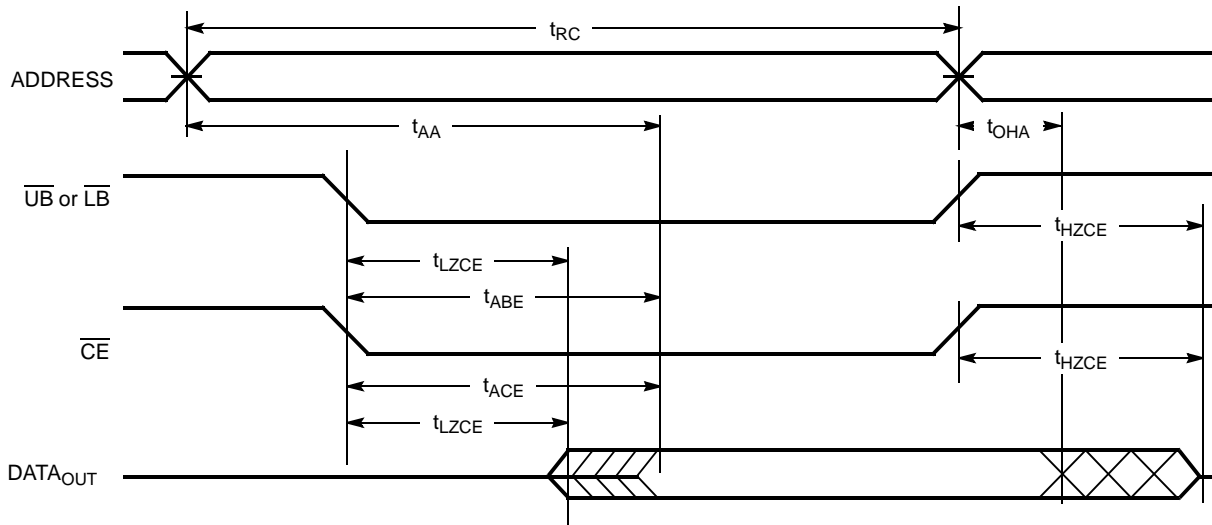 tRC
ADDRESS
tAA
tOHA
UB or LB
tHZCE
tLZCE
tABE
CE
tHZCE
tACE
tLZCE
DATAOUT